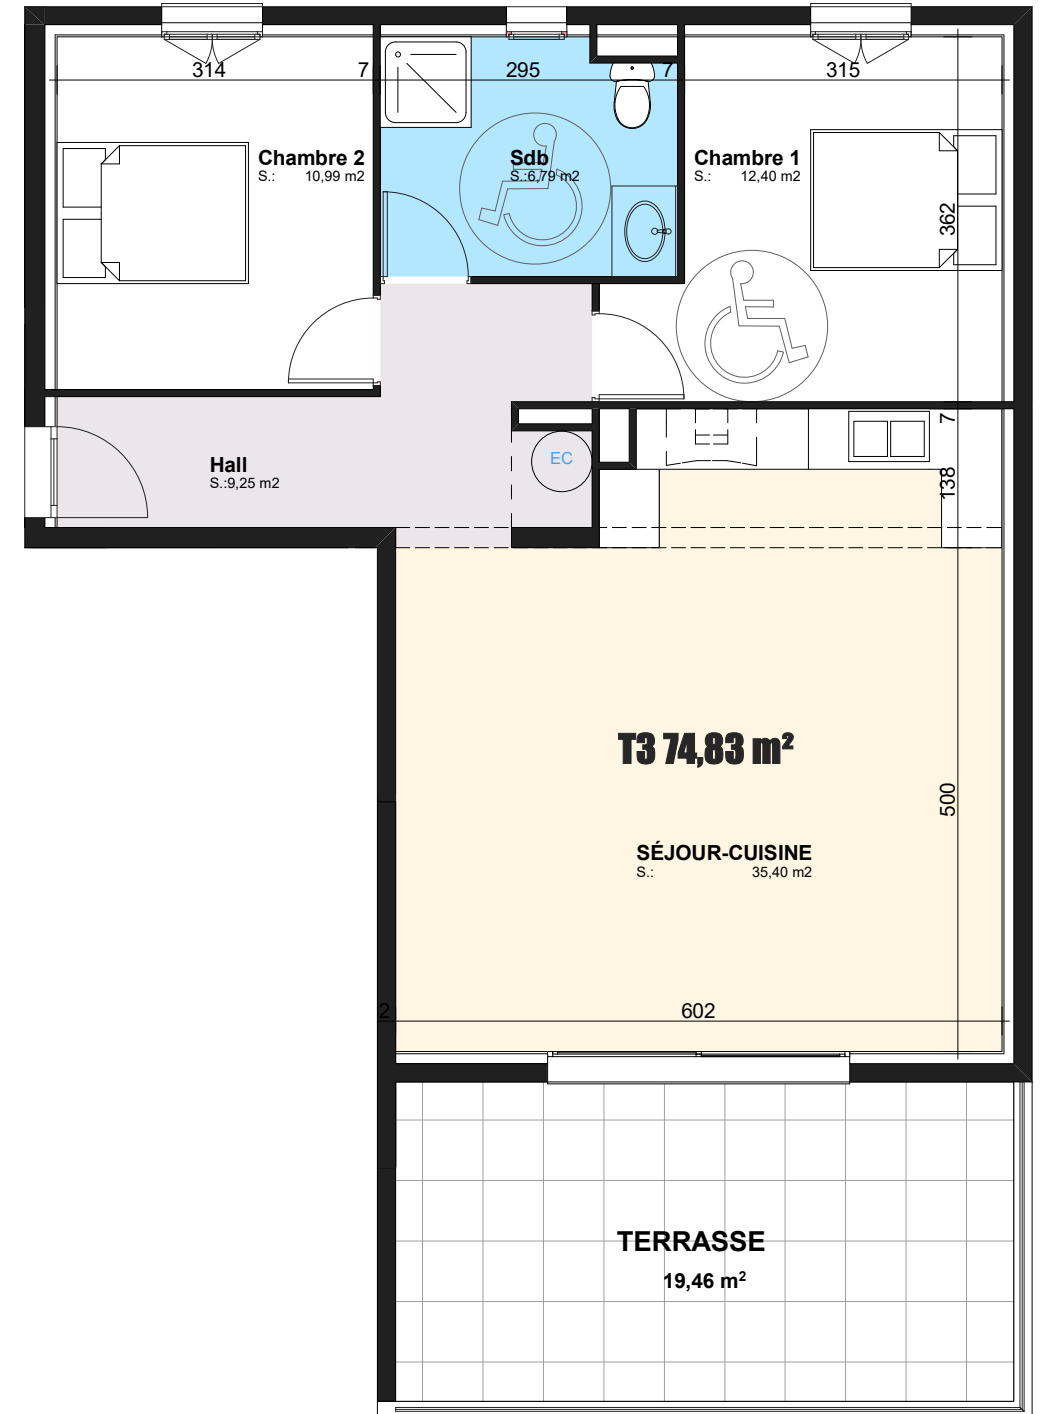 314
7
295
7
315
Chambre 2
S.: 10,99 m2
Sdb
S.:6,79 m2
Chambre 1
S.: 12,40 m2
362
7
Hall
S.:9,25 m2
EC
138
T3 74,83 m²
500
SÉJOUR-CUISINE
S.: 35,40 m2
2
602
TERRASSE
19,46 m²